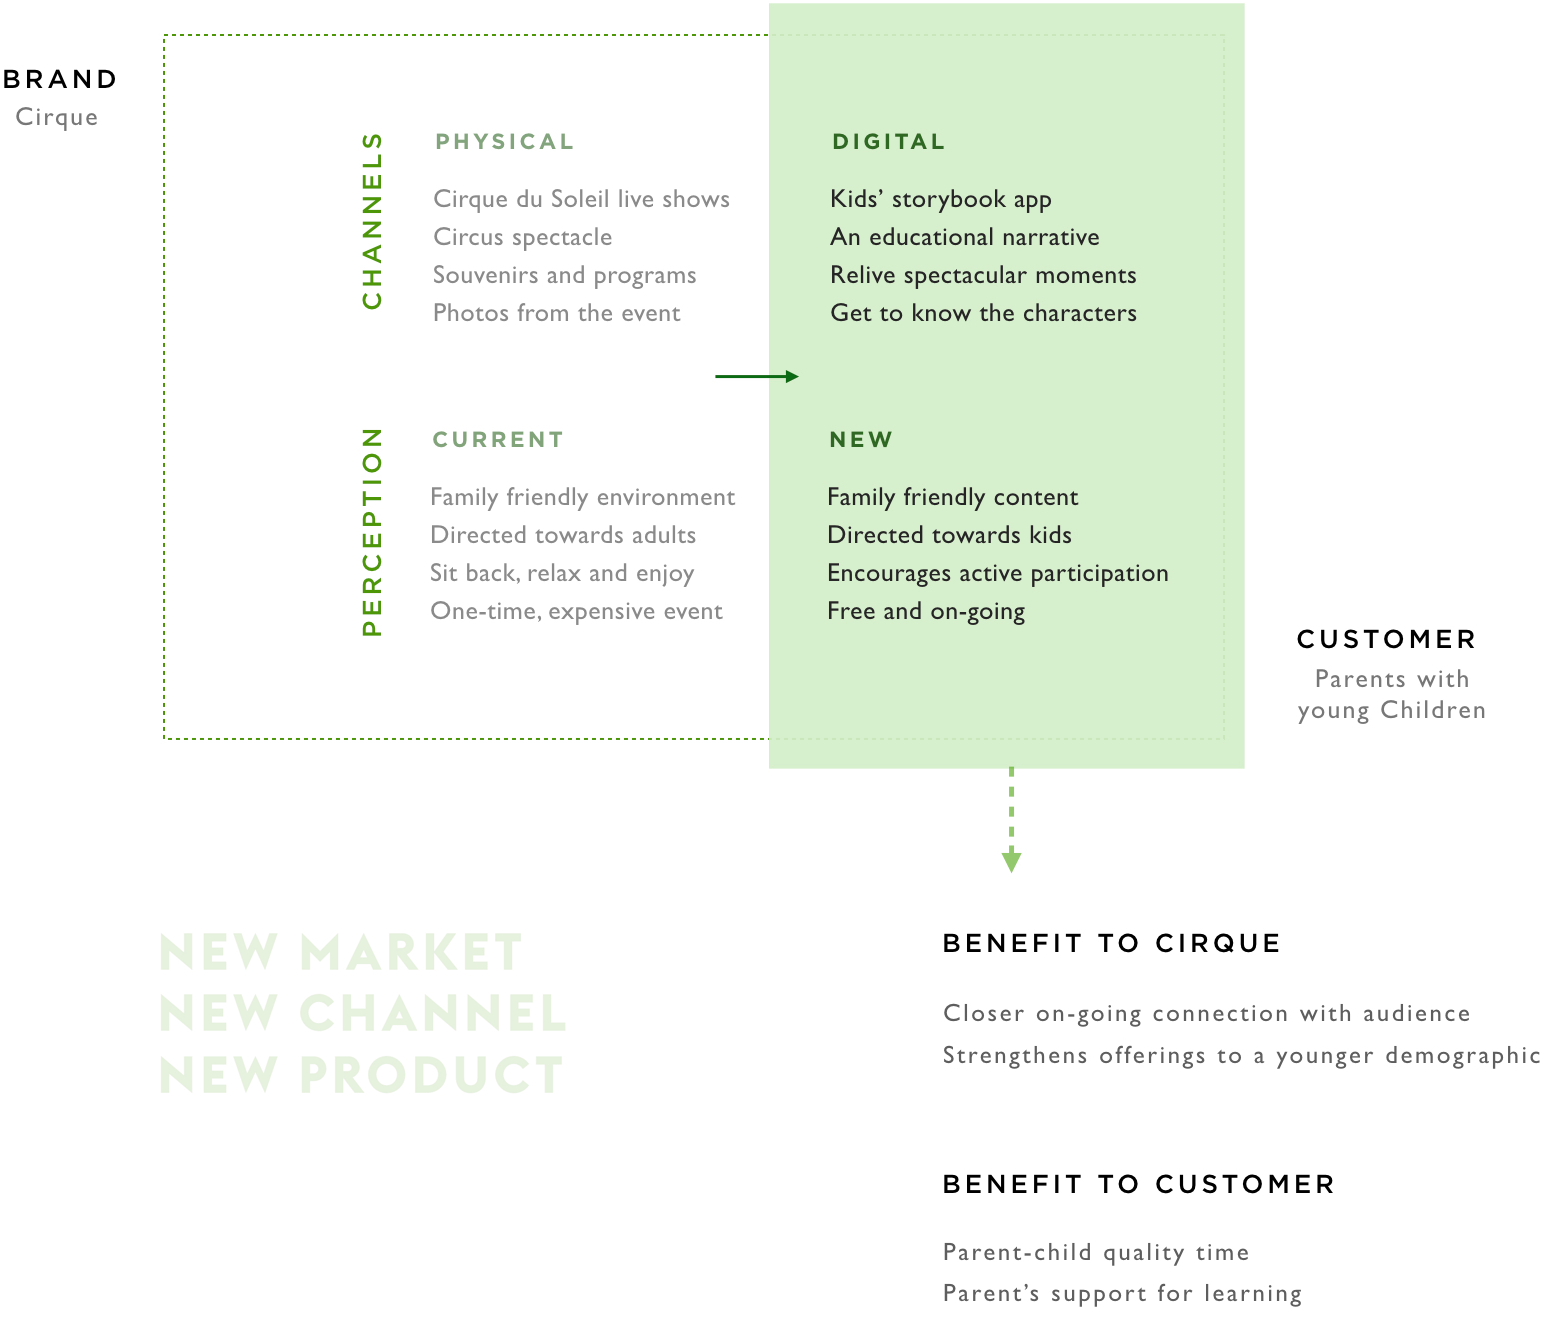 BRAND
Cirque
CHANNELS
PHYSICAL
Cirque du Soleil live shows
Circus spectacle
Souvenirs and programs
Photos from the event
DIGITAL
Kids’ storybook app
An educational narrative
Relive spectacular moments
Get to know the characters
PERCEPTION
CURRENT
Family friendly environment
Directed towards adults
Sit back, relax and enjoy
One-time, expensive event
NEW
Family friendly content
Directed towards kids
Encourages active participation
Free and on-going
CUSTOMER
Parents with
young Children
NEW MARKET
NEW CHANNEL
NEW PRODUCT
BENEFIT TO CIRQUE
Closer on-going connection with audience
Strengthens offerings to a younger demographic
BENEFIT TO CUSTOMER
Parent-child quality time
Parent’s support for learning